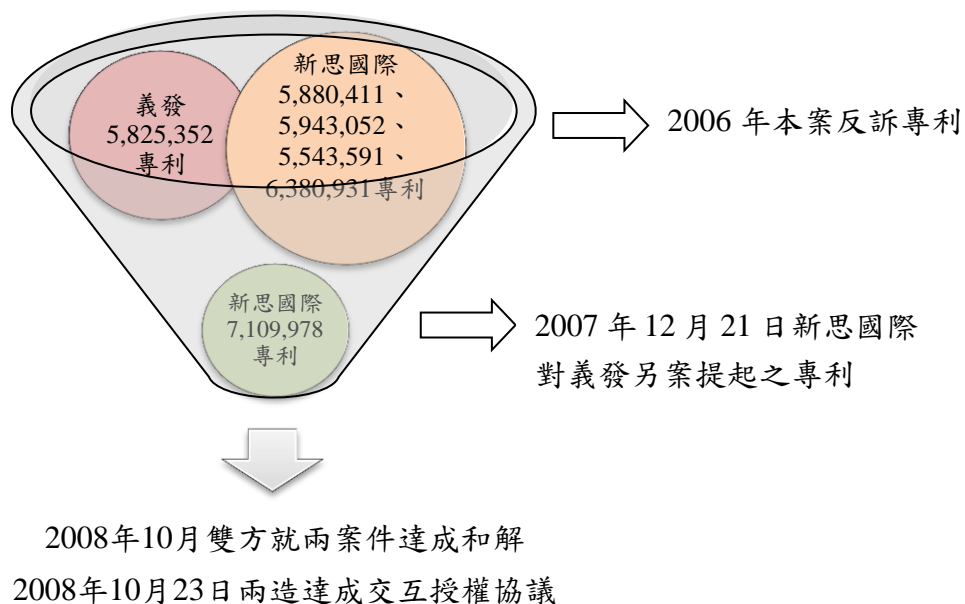 義發
5,825,352
專利
新思國際
5,880,411、
5,943,052、
5,543,591、
6,380,931專利
2006 年本案反訴專利
新思國際
7,109,978
專利
2007 年 12 月 21 日新思國際
對義發另案提起之專利
2008年10月雙方就兩案件達成和解
2008年10月23日兩造達成交互授權協議